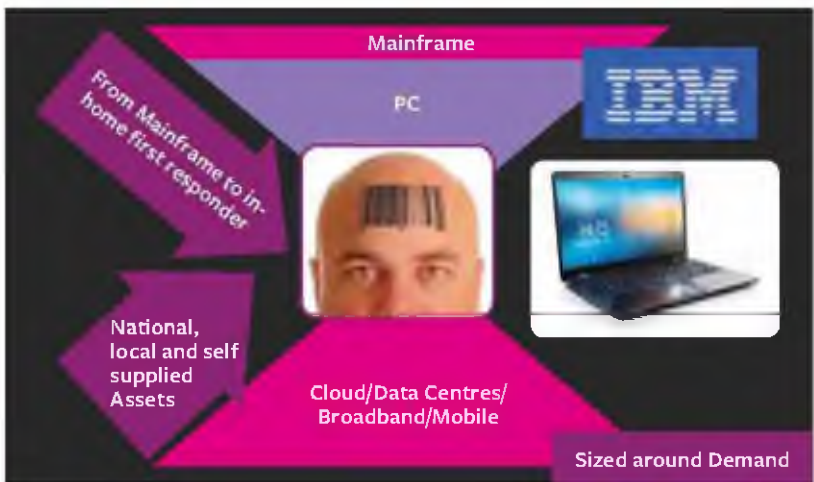 Mainframe
PC
IBM
From Mainframe to in-
home first responder
National,
local and self
supplied
Assets
Cloud/Data Centres/
Broadband/Mobile
Sized around Demand